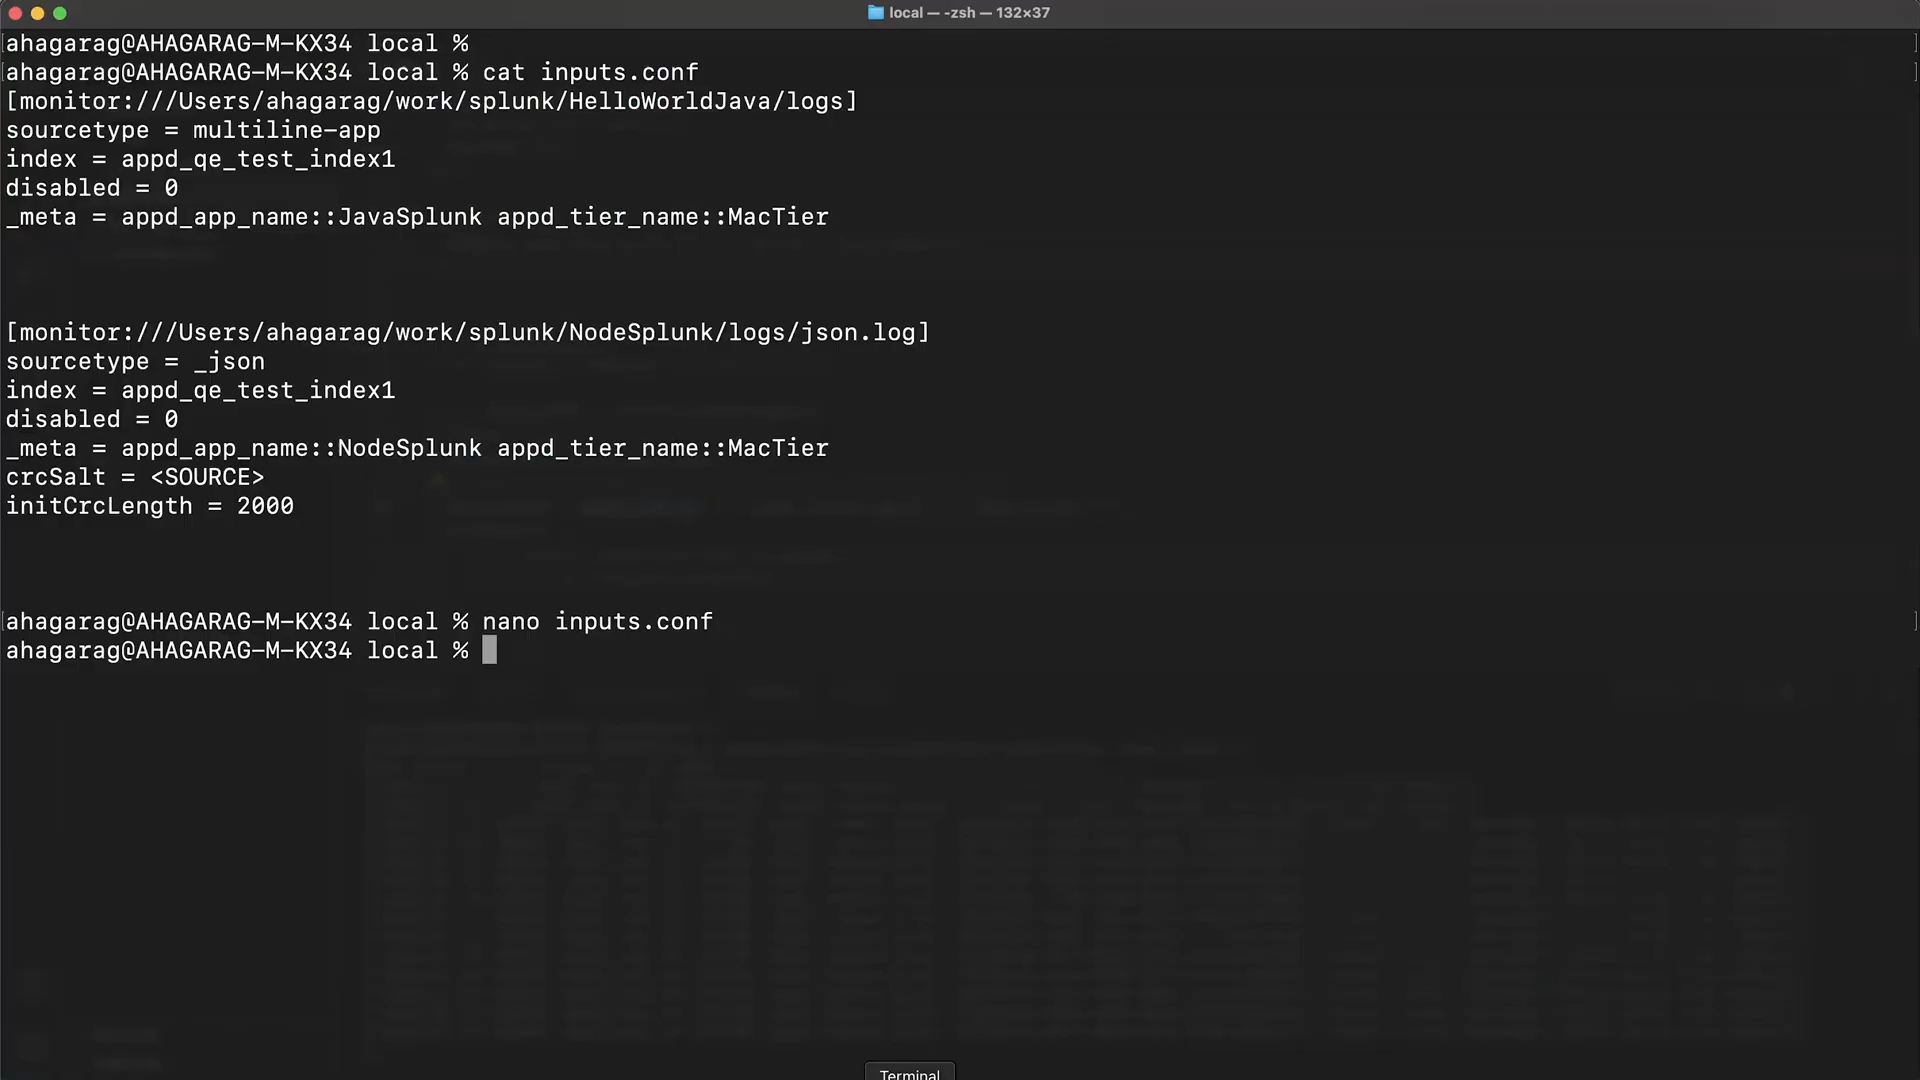 local — -zsh — 132×37
ahagarag@AHAGARAG-M-KX34 local %
ahagarag@AHAGARAG-M-KX34 local % cat inputs.conf
[monitor:///Users/ahagarag/work/splunk/HelloWorldJava/logs]
sourcetype = multiline-app
index = appd_qe_test_index1
disabled = 0
_meta = appd_app_name::JavaSplunk appd_tier_name::MacTier
[monitor:///Users/ahagarag/work/splunk/NodeSplunk/logs/json.log]
sourcetype = _json
index = appd_qe_test_index1
disabled = 0
_meta = appd_app_name::NodeSplunk appd_tier_name::MacTier
crcSalt = <SOURCE>
initCrcLength = 2000
ahagarag@AHAGARAG-M-KX34 local % nano inputs.conf
ahagarag@AHAGARAG-M-KX34 local %
Terminal